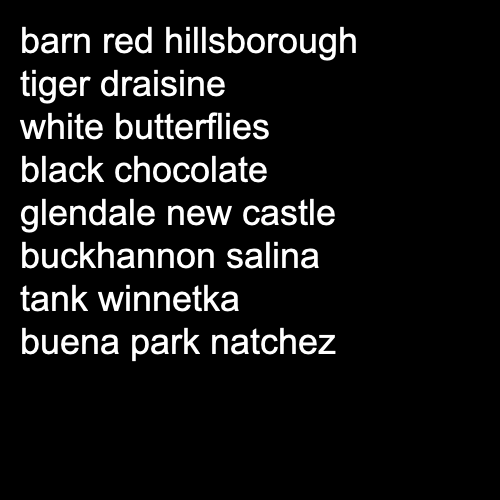 barn red hillsborough
tiger draisine
white butterflies
black chocolate
glendale new castle
buckhannon salina
tank winnetka
buena park natchez